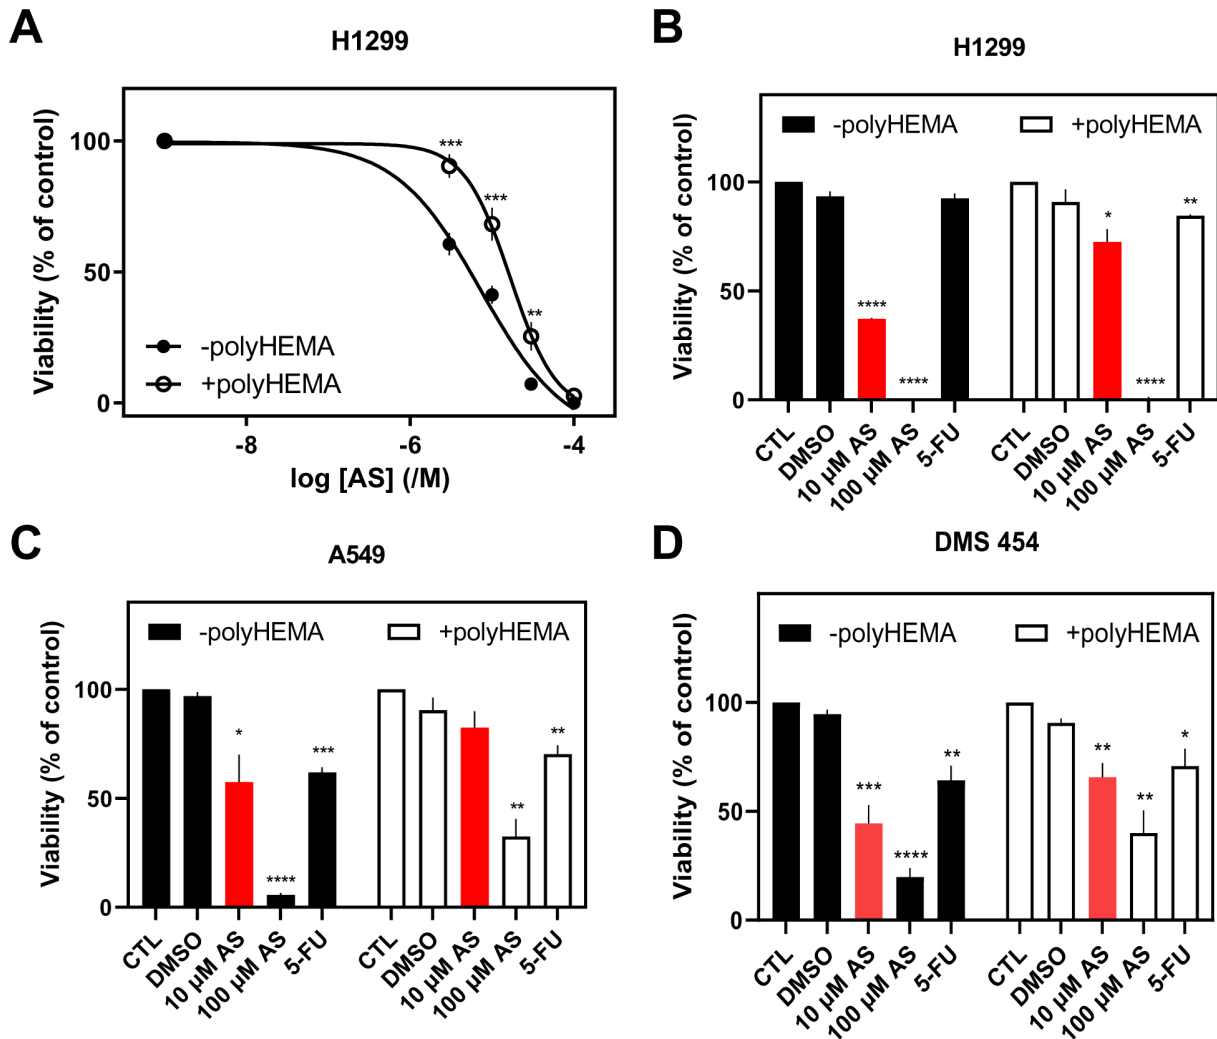 A
H1299
Viability (% of control)
100
50
0
***
***
**
-polyHEMA
+polyHEMA
-8
-6
-4
log [AS] (/M)
B
H1299
Viability (% of control)
-polyHEMA
+polyHEMA
100
50
0
****
****
*
****
**
CTL
DMSO
10 µM AS
100 µM AS
5-FU
CTL
DMSO
10 µM AS
100 µM AS
5-FU
C
A549
Viability (% of control)
-polyHEMA
+polyHEMA
100
50
0
*
****
***
**
**
CTL
DMSO
10 µM AS
100 µM AS
5-FU
CTL
DMSO
10 µM AS
100 µM AS
5-FU
D
DMS 454
Viability (% of control)
-polyHEMA
+polyHEMA
100
50
0
***
****
**
**
**
*
CTL
DMSO
10 µM AS
100 µM AS
5-FU
CTL
DMSO
10 µM AS
100 µM AS
5-FU